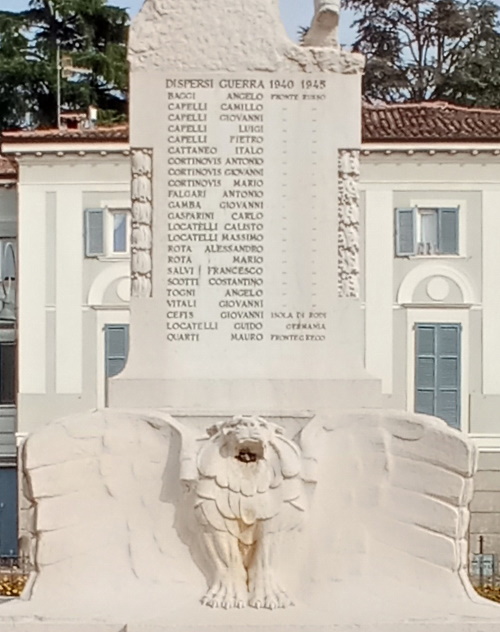 DISPERSI GUERRA 1940 1945
BAGGI ANGELO FRONTE RUSSO
CAPELLI CAMILLO
CAPELLI GIOVANNI
CAPELLI LUIGI
CAPELLI PIETRO
CATTANEO ITALO
CORTINOVIS ANTONIO
CORTINOVIS GIOVANNI
CORTINOVIS MARIO
FALGARI ANTONIO
GAMBA GIOVANNI
GASPARINI CARLO
LOCATELLI CALISTO
LOCATELLI MASSIMO
ROTA ALESSANDRO
ROTA MARIO
SALVI FRANCESCO
SCOTTI COSTANTINO
TOGNI ANGELO
VITALI GIOVANNI
CEFIS GIOVANNI ISOLA DI RODI
LOCATELLI GUIDO GERMANIA
QUARTI MAURO FRONTE GRECO